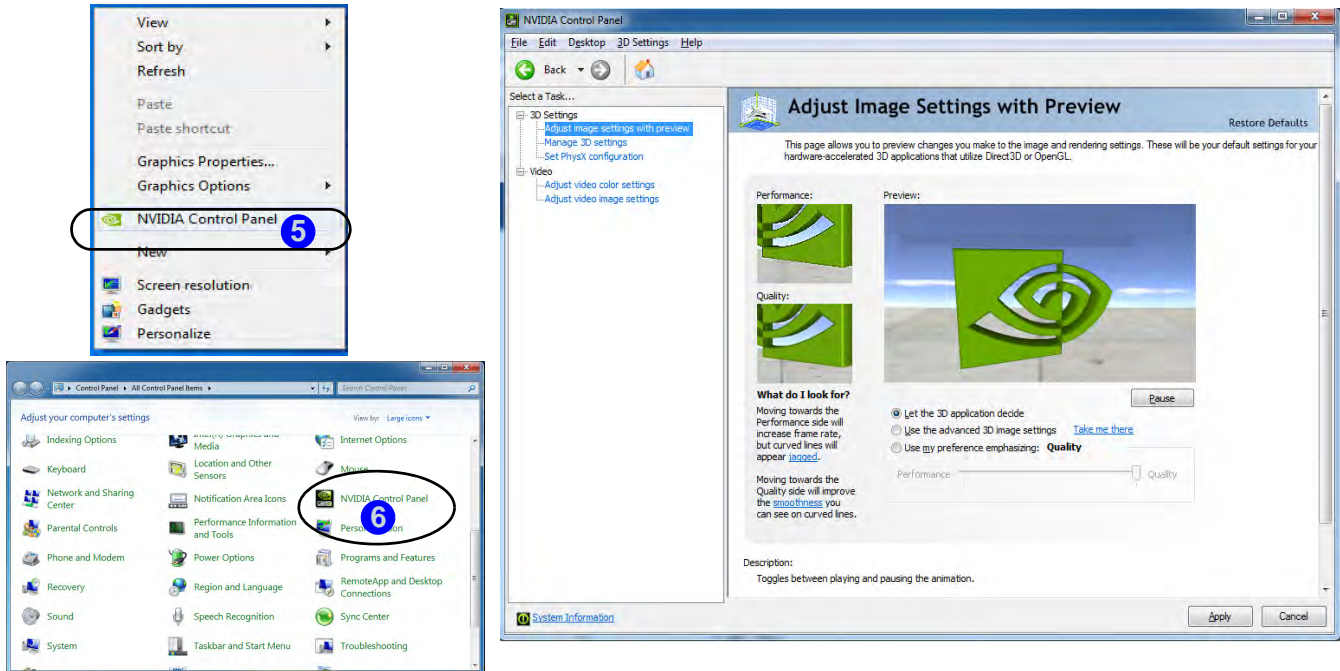 View
Sort by
Refresh
Paste
Paste shortcut
Graphics Properties...
Graphics Options
NVIDIA Control Panel
5
New
Screen resolution
Gadgets
Personalize
Control Panel
All Control Panel Items
Search Control Panel
Adjust your computer's settings
View by: Large icons
Indexing Options
Graphics and
Media
Internet Options
Keyboard
Location and Other
Sensors
Mouse
Network and Sharing
Center
Notification Area Icons
NVIDIA Control Panel
6
Parental Controls
Performance Information
and Tools
Phone and Modem
Power Options
Programs and Features
Recovery
Region and Language
RemoteApp and Desktop
Connections
Sound
Speech Recognition
Sync Center
System
Taskbar and Start Menu
Troubleshooting
NVIDIA Control Panel
File Edit Desktop 3D Settings Help
Back
Select a Task...
3D Settings
Adjust image settings with preview
Manage 3D settings
Set PhysX configuration
Video
Adjust video color settings
Adjust video image settings
System Information
Adjust Image Settings with Preview
Restore Defaults
This page allows you to preview changes you make to the image and rendering settings. These will be your default settings for your
hardware-accelerated 3D applications that utilize Direct3D or OpenGL.
Performance:
Preview:
Quality:
What do I look for?
Moving towards the
Performance side will
increase frame rate,
but curved lines will
appear jagged.
Moving towards the
Quality side will improve
the smoothness you
can see on curved lines.
Pause
Let the 3D application decide
Use the advanced 3D image settings Take me there
Use my preference emphasizing: Quality
Performance
Quality
Description:
Toggles between playing and pausing the animation.
Apply
Cancel